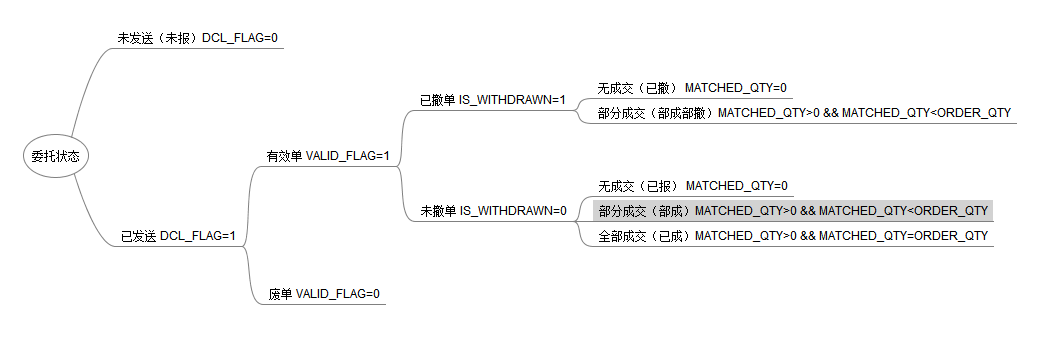 委托状态
未发送（未报）DCL_FLAG=0
已发送 DCL_FLAG=1
有效单 VALID_FLAG=1
已撤单 IS_WITHDRAWN=1
无成交（已撤） MATCHED_QTY=0
部分成交（部成部撤）MATCHED_QTY>0 && MATCHED_QTY<ORDER_QTY
未撤单 IS_WITHDRAWN=0
无成交（已报） MATCHED_QTY=0
部分成交（部成）MATCHED_QTY>0 && MATCHED_QTY<ORDER_QTY
全部成交（已成）MATCHED_QTY>0 && MATCHED_QTY=ORDER_QTY
废单 VALID_FLAG=0